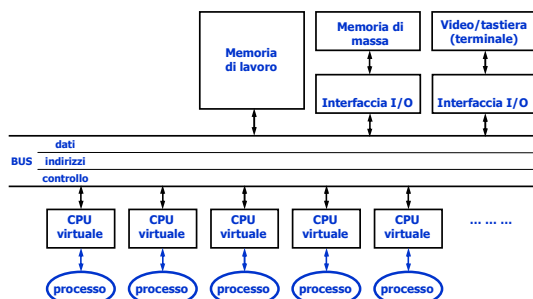 Memoria
di lavoro
Memoria di
massa
Video/tastiera
(terminale)
Interfaccia I/O
Interfaccia I/O
dati
BUS indirizzi
controllo
CPU
virtuale
CPU
virtuale
CPU
virtuale
CPU
virtuale
CPU
virtuale
... ... ...
processo
processo
processo
processo
processo